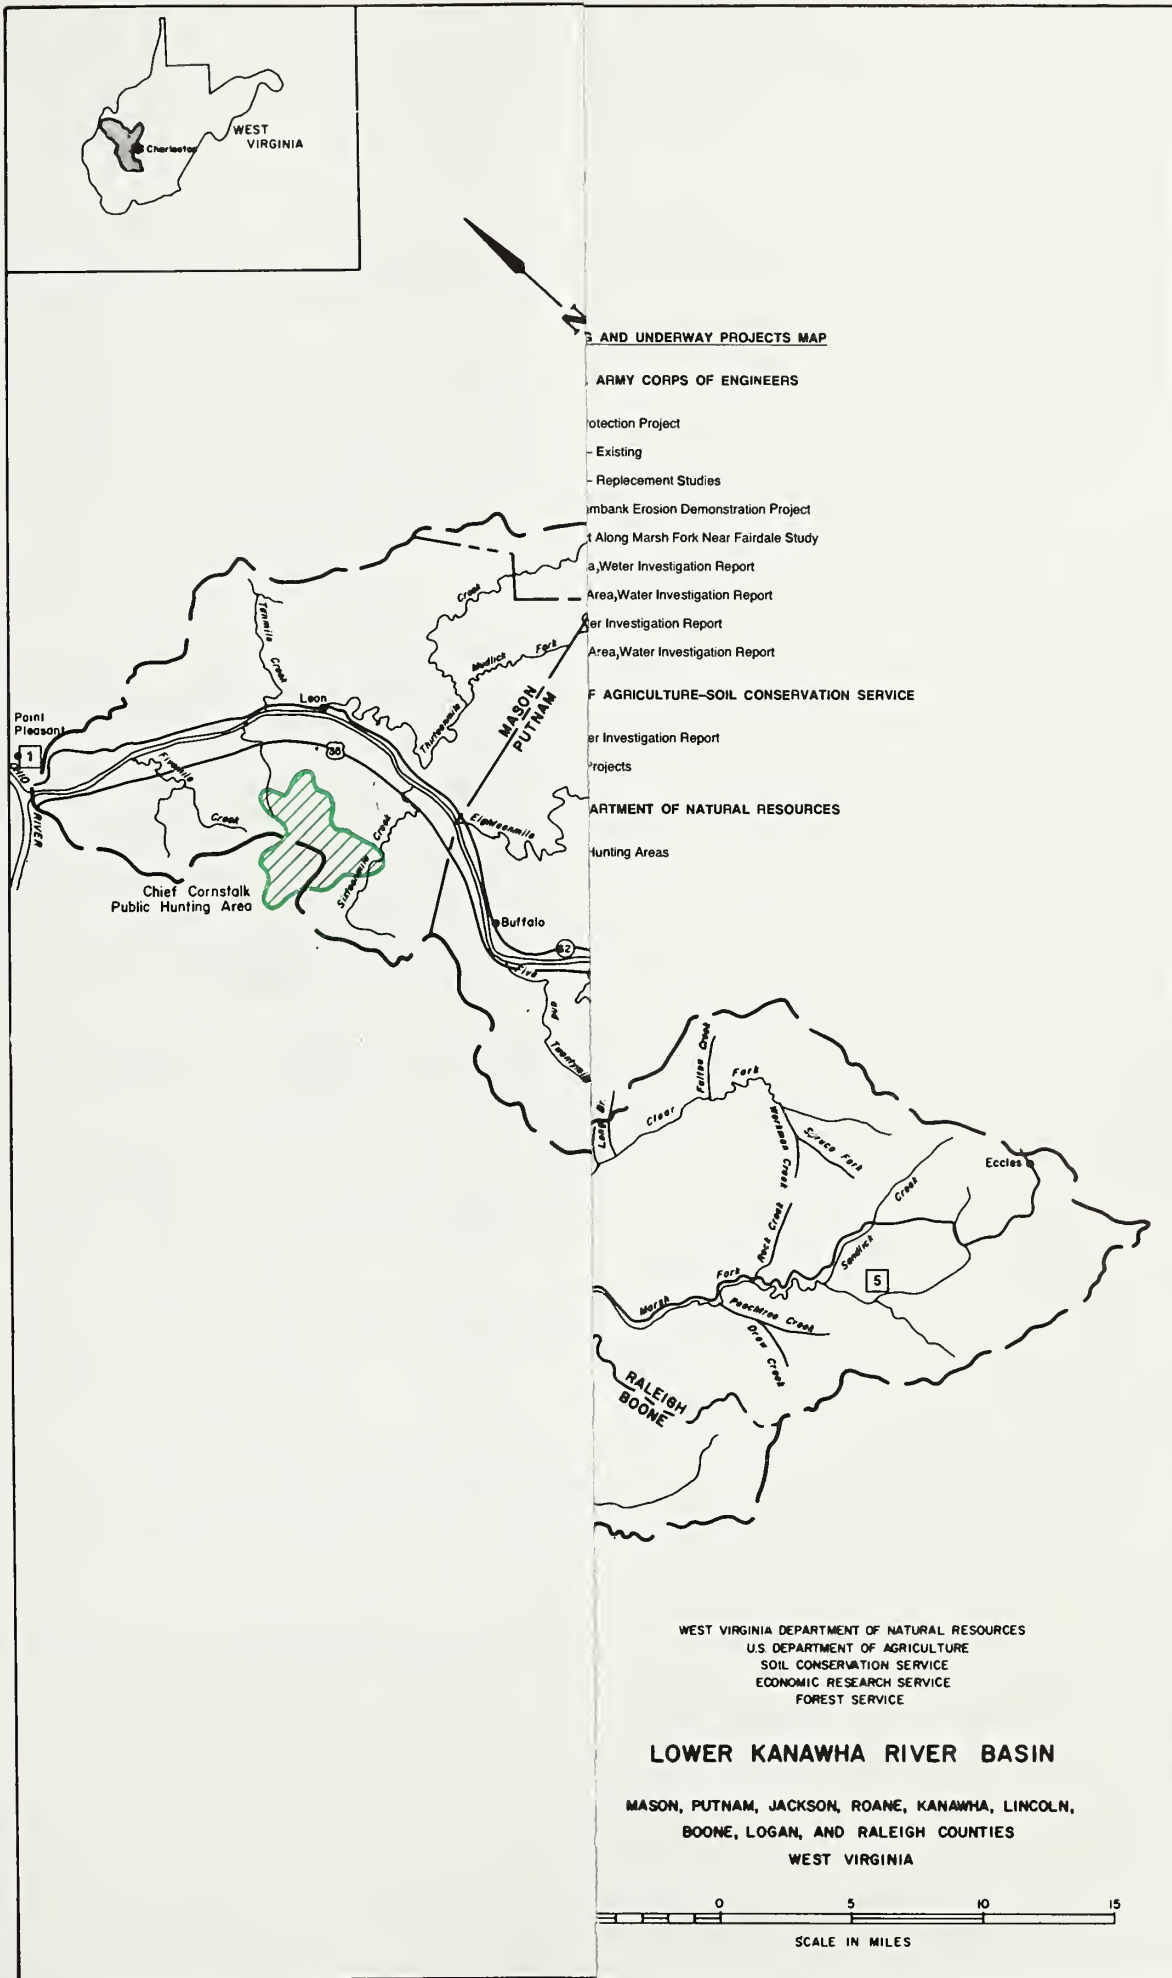 WEST
VIRGINIA
Charleston
N
AND UNDERWAY PROJECTS MAP
ARMY CORPS OF ENGINEERS
otection Project
- Existing
- Replecement Studies
mbank Erosion Demonstration Project
t Along Marsh Fork Near Fairdale Study
a,Weter Investigation Report
Area,Water Investigation Report
er Investigation Report
Area,Water Investigation Report
F AGRICULTURE-SOIL CONSERVATION SERVICE
er Investigation Report
rojects
ARTMENT OF NATURAL RESOURCES
Hunting Areas
Tenmile
Creek
Creek
Mudlick Fork
Thirteenmile
Leon
MASON
PUTNAM
Point
Pleasant
1
OHIO
RIVER
Fivemile
Creek
Eighteenmile
Sixteenmile Creek
Chief Cornstalk
Public Hunting Area
Buffalo
62
Five
and
Twentymile
Long Br.
Clear
Fork
Fulton Creek
Workman Creek
Spruce Fork
Eccles
Creek
Sandlick
Rock Creek
5
Marsh
Fork
Peachtree Creek
Drew Creek
RALEIGH
BOONE
WEST VIRGINIA DEPARTMENT OF NATURAL RESOURCES
U.S. DEPARTMENT OF AGRICULTURE
SOIL CONSERVATION SERVICE
ECONOMIC RESEARCH SERVICE
FOREST SERVICE
LOWER KANAWHA RIVER BASIN
MASON, PUTNAM, JACKSON, ROANE, KANAWHA, LINCOLN,
BOONE, LOGAN, AND RALEIGH COUNTIES
WEST VIRGINIA
0 5 10 15
SCALE IN MILES